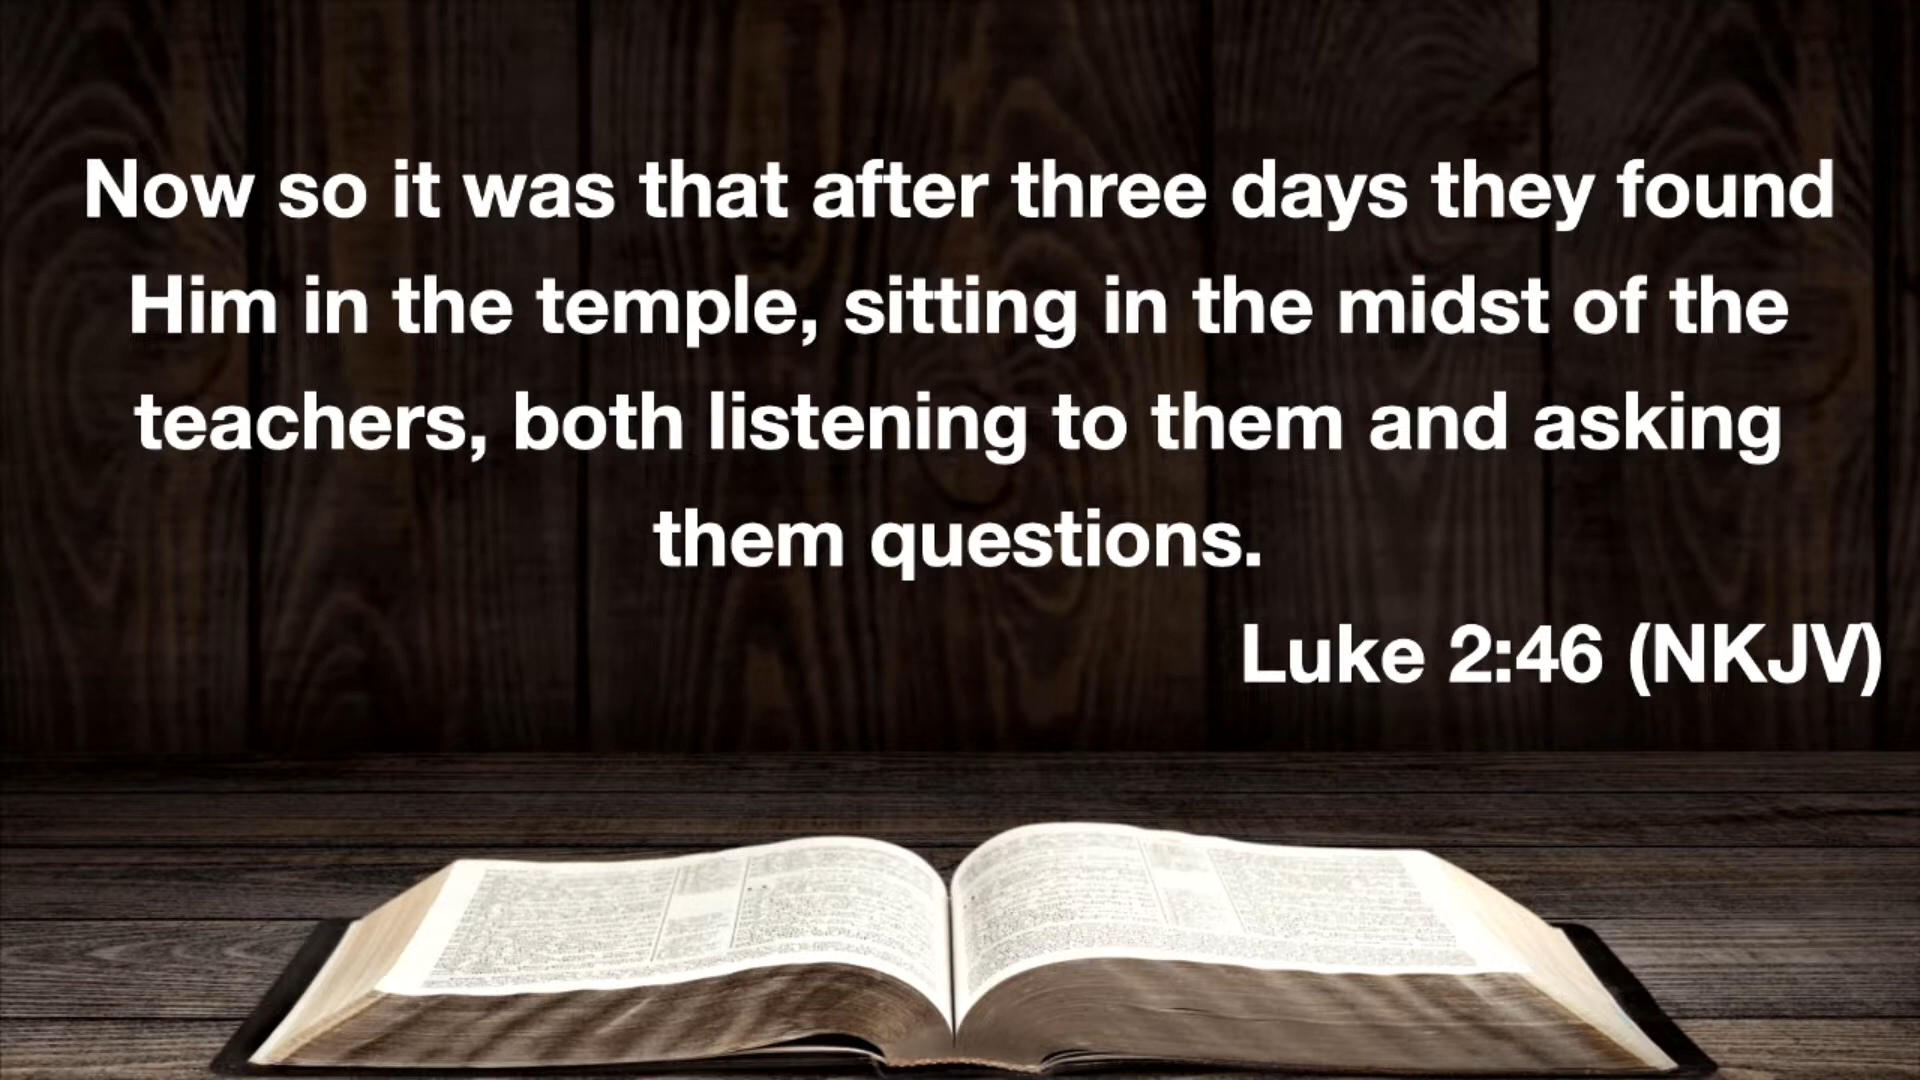 Now so it was that after three days they found
Him in the temple, sitting in the midst of the
teachers, both listening to them and asking
them questions.
Luke 2:46 (NKJV)